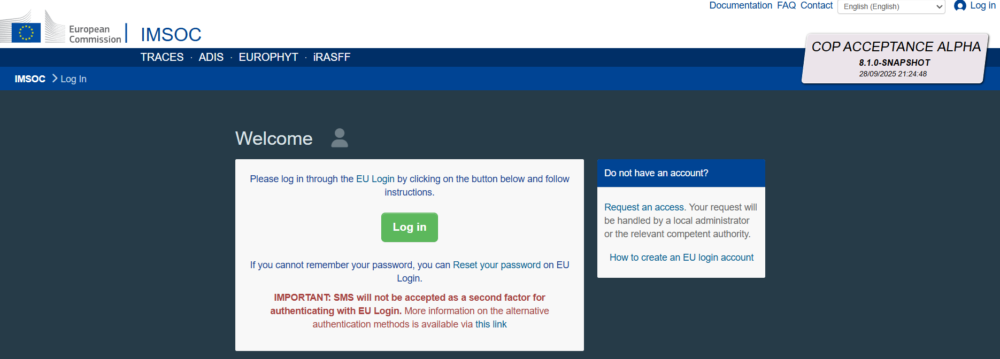 Documentation FAQ Contact English (English) Log in
European
Commission
IMSOC
COP ACCEPTANCE ALPHA
8.1.0-SNAPSHOT
28/09/2025 21:24:48
TRACES · ADIS · EUROPHYT · iRASFF
IMSOC > Log In
Welcome
Please log in through the EU Login by clicking on the button below and follow
instructions.
Log in
If you cannot remember your password, you can Reset your password on EU
Login.
IMPORTANT: SMS will not be accepted as a second factor for
authenticating with EU Login. More information on the alternative
authentication methods is available via this link
Do not have an account?
Request an access. Your request will
be handled by a local administrator
or the relevant competent authority.
How to create an EU login account